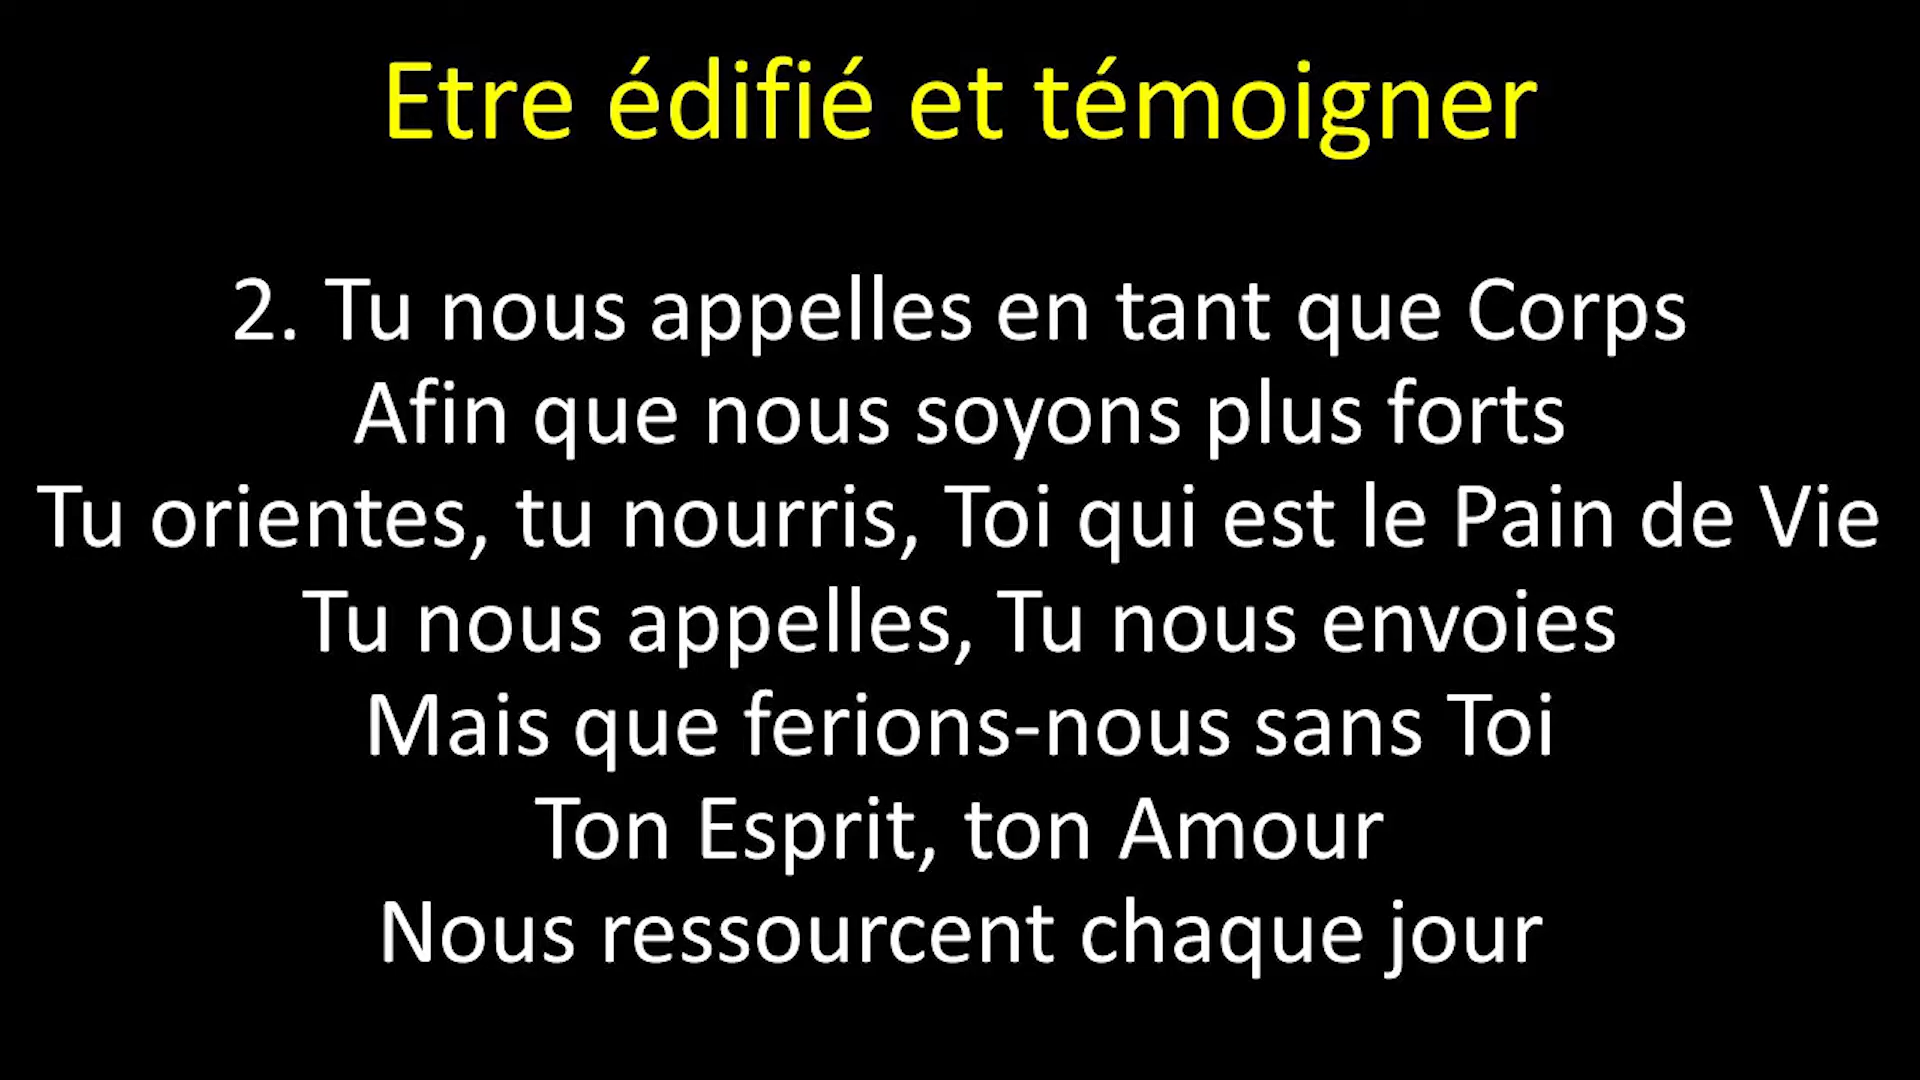 Etre édifié et témoigner
2. Tu nous appelles en tant que Corps
Afin que nous soyons plus forts
Tu orientes, tu nourris, Toi qui est le Pain de Vie
Tu nous appelles, Tu nous envoies
Mais que ferions-nous sans Toi
Ton Esprit, ton Amour
Nous ressourcent chaque jour